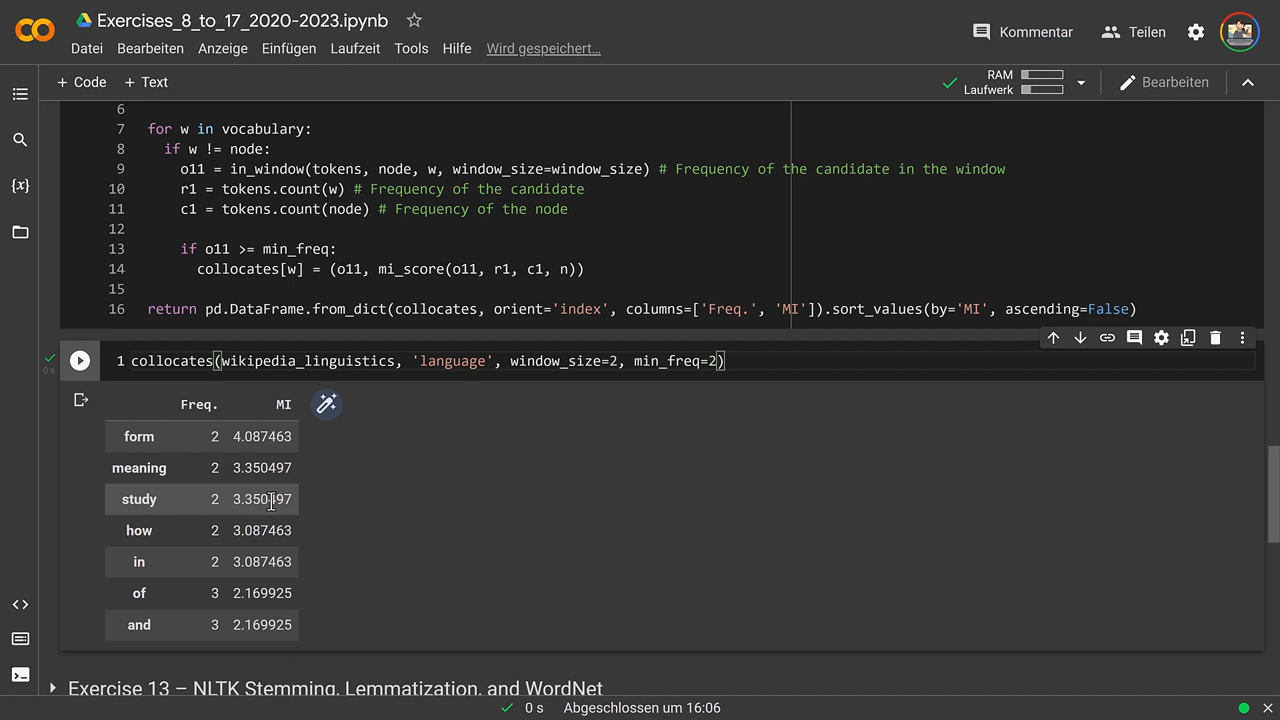 Exercises_8_to_17_2020-2023.ipynb
Datei Bearbeiten Anzeige Einfügen Laufzeit Tools Hilfe Wird gespeichert…
Kommentar Teilen
+ Code + Text
RAM
Laufwerk
Bearbeiten
6
7 for w in vocabulary:
8 if w != node:
9 o11 = in_window(tokens, node, w, window_size=window_size) # Frequency of the candidate in the window
10 r1 = tokens.count(w) # Frequency of the candidate
11 c1 = tokens.count(node) # Frequency of the node
12
13 if o11 >= min_freq:
14 collocates[w] = (o11, mi_score(o11, r1, c1, n))
15
16 return pd.DataFrame.from_dict(collocates, orient='index', columns=['Freq.', 'MI']).sort_values(by='MI', ascending=False)
1 collocates(wikipedia_linguistics, 'language', window_size=2, min_freq=2)
0 s
Freq. MI
form 2 4.087463
meaning 2 3.350497
study 2 3.350497
how 2 3.087463
in 2 3.087463
of 3 2.169925
and 3 2.169925
Exercise 13 – NLTK Stemming, Lemmatization, and WordNet
0 s Abgeschlossen um 16:06